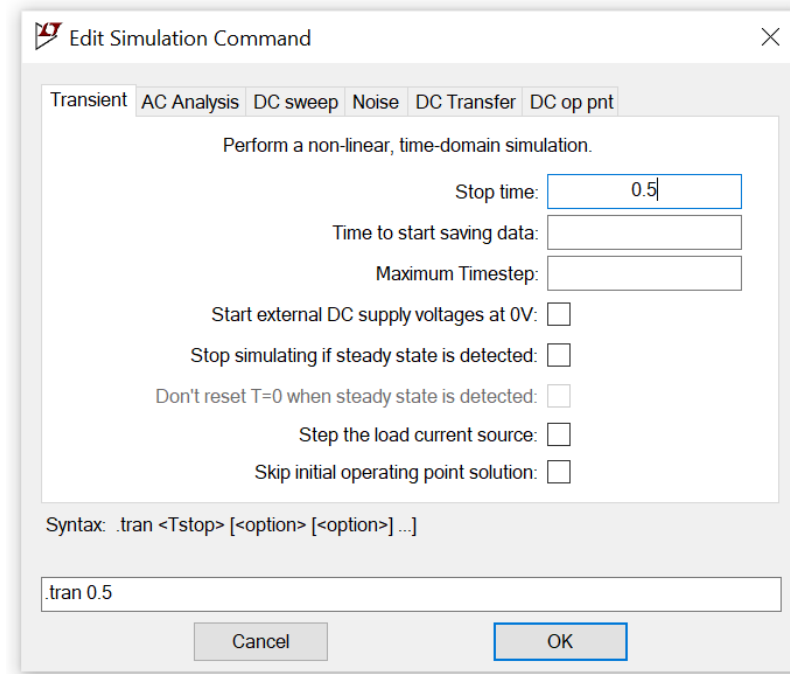 Edit Simulation Command
Transient AC Analysis DC sweep Noise DC Transfer DC op pnt
Perform a non-linear, time-domain simulation.
Stop time: 0.5
Time to start saving data:
Maximum Timestep:
Start external DC supply voltages at 0V:
Stop simulating if steady state is detected:
Don't reset T=0 when steady state is detected:
Step the load current source:
Skip initial operating point solution:
Syntax: .tran <Tstop> [<option> [<option>] ...]
.tran 0.5
Cancel OK